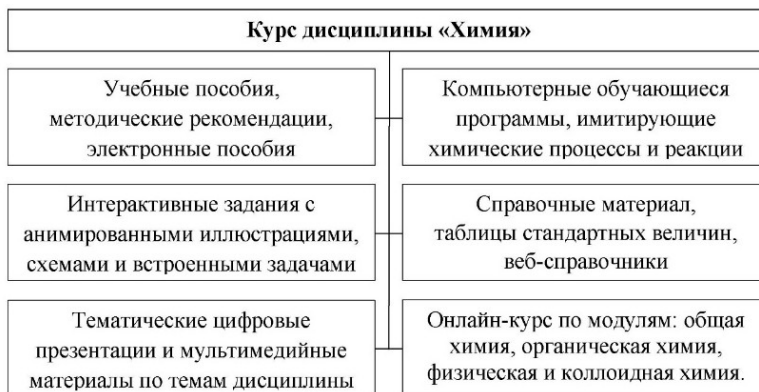 Курс дисциплины «Химия»
Учебные пособия,
методические рекомендации,
электронные пособия
Компьютерные обучающиеся
программы, имитирующие
химические процессы и реакции
Интерактивные задания с
анимированными иллюстрациями,
схемами и встроенными задачами
Справочные материал,
таблицы стандартных величин,
веб-справочники
Тематические цифровые
презентации и мультимедийные
материалы по темам дисциплины
Онлайн-курс по модулям: общая
химия, органическая химия,
физическая и коллоидная химия.